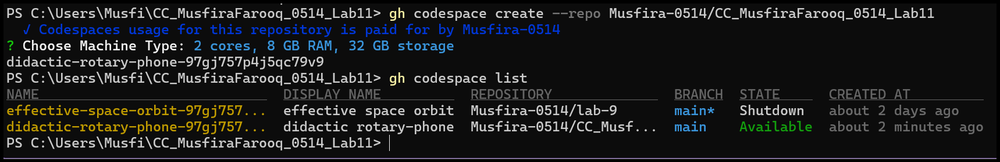 PS C:\Users\Musfi\CC_MusfiraFarooq_0514_Lab11> gh codespace create --repo Musfira-0514/CC_MusfiraFarooq_0514_Lab11
✓ Codespaces usage for this repository is paid for by Musfira-0514
? Choose Machine Type: 2 cores, 8 GB RAM, 32 GB storage
didactic-rotary-phone-97gj757p4j5qc79v9
PS C:\Users\Musfi\CC_MusfiraFarooq_0514_Lab11> gh codespace list
NAME DISPLAY NAME REPOSITORY BRANCH STATE CREATED AT
effective-space-orbit-97gj757... effective space orbit Musfira-0514/lab-9 main* Shutdown about 2 days ago
didactic-rotary-phone-97gj757... didactic rotary-phone Musfira-0514/CC_Musf... main Available about 2 minutes ago
PS C:\Users\Musfi\CC_MusfiraFarooq_0514_Lab11>